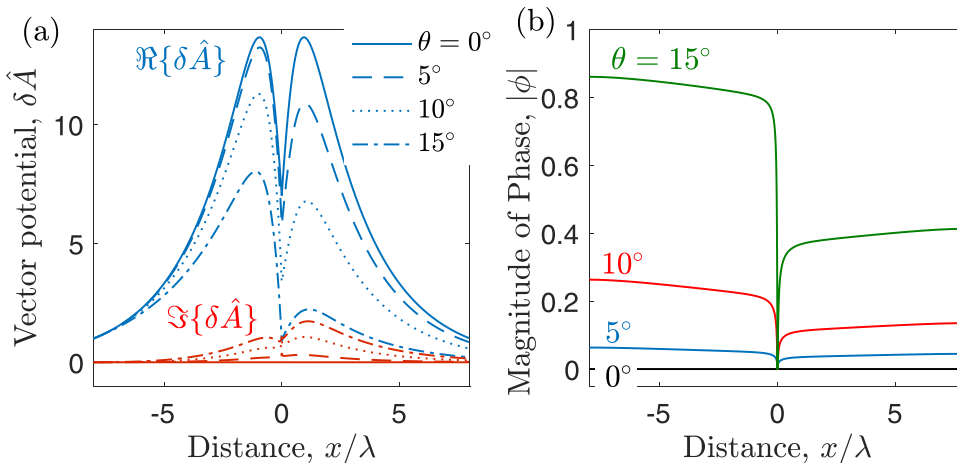 (a)
ℜ{δÂ}
θ = 0°
5°
10°
15°
ℑ{δÂ}
Vector potential, δÂ
10
5
0
-5
0
5
Distance, x/λ
(b)
θ = 15°
10°
5°
0°
Magnitude of Phase, |ϕ|
1
0.8
0.6
0.4
0.2
0
-5
0
5
Distance, x/λ